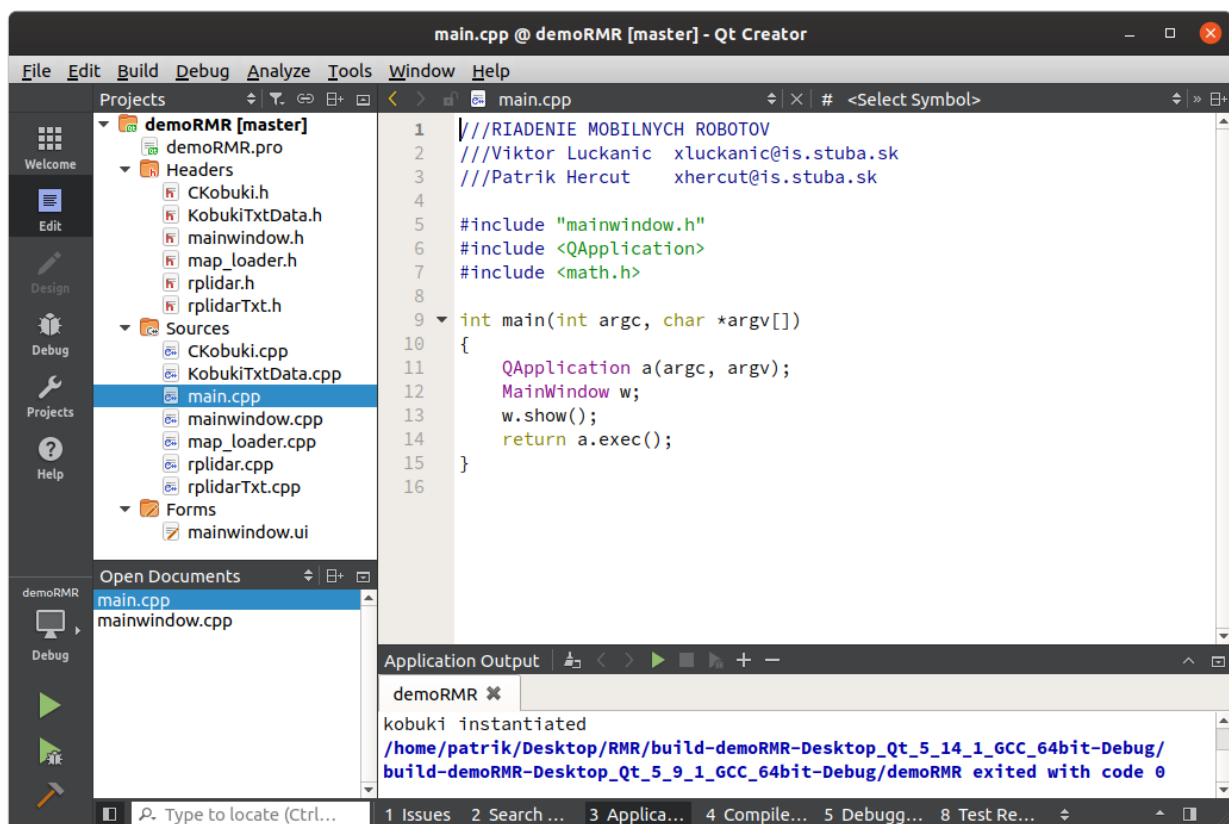 main.cpp @ demoRMR [master] - Qt Creator
File Edit Build Debug Analyze Tools Window Help
Projects
main.cpp
# <Select Symbol>
»
Welcome
Edit
Design
Debug
Projects
Help
demoRMR [master]
demoRMR.pro
Headers
CKobuki.h
KobukiTxtData.h
mainwindow.h
map_loader.h
rplidar.h
rplidarTxt.h
Sources
CKobuki.cpp
KobukiTxtData.cpp
main.cpp
mainwindow.cpp
map_loader.cpp
rplidar.cpp
rplidarTxt.cpp
Forms
mainwindow.ui
1 ///RIADENIE MOBILNYCH ROBOTOV
2 ///Viktor Luckanic  xluckanic@is.stuba.sk
3 ///Patrik Hercut    xhercut@is.stuba.sk
4
5 #include "mainwindow.h"
6 #include <QApplication>
7 #include <math.h>
8
9 int main(int argc, char *argv[])
10 {
11     QApplication a(argc, argv);
12     MainWindow w;
13     w.show();
14     return a.exec();
15 }
16
Open Documents
main.cpp
mainwindow.cpp
demoRMR
Debug
Application Output
demoRMR
kobuki instantiated
/home/patrik/Desktop/RMR/build-demoRMR-Desktop_Qt_5_14_1_GCC_64bit-Debug/
build-demoRMR-Desktop_Qt_5_9_1_GCC_64bit-Debug/demoRMR exited with code 0
Type to locate (Ctrl...
1 Issues 2 Search ... 3 Applica... 4 Compile... 5 Debugg... 8 Test Re...